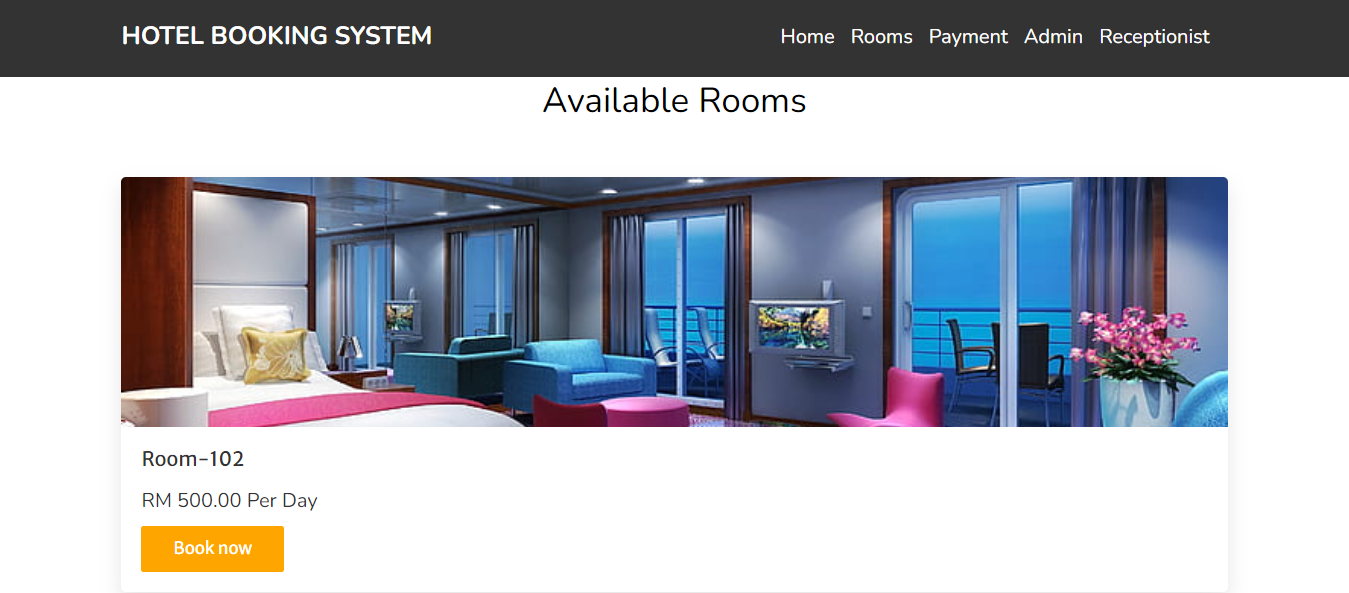 HOTEL BOOKING SYSTEM
Home Rooms Payment Admin Receptionist
Available Rooms
Room-102
RM 500.00 Per Day
Book now